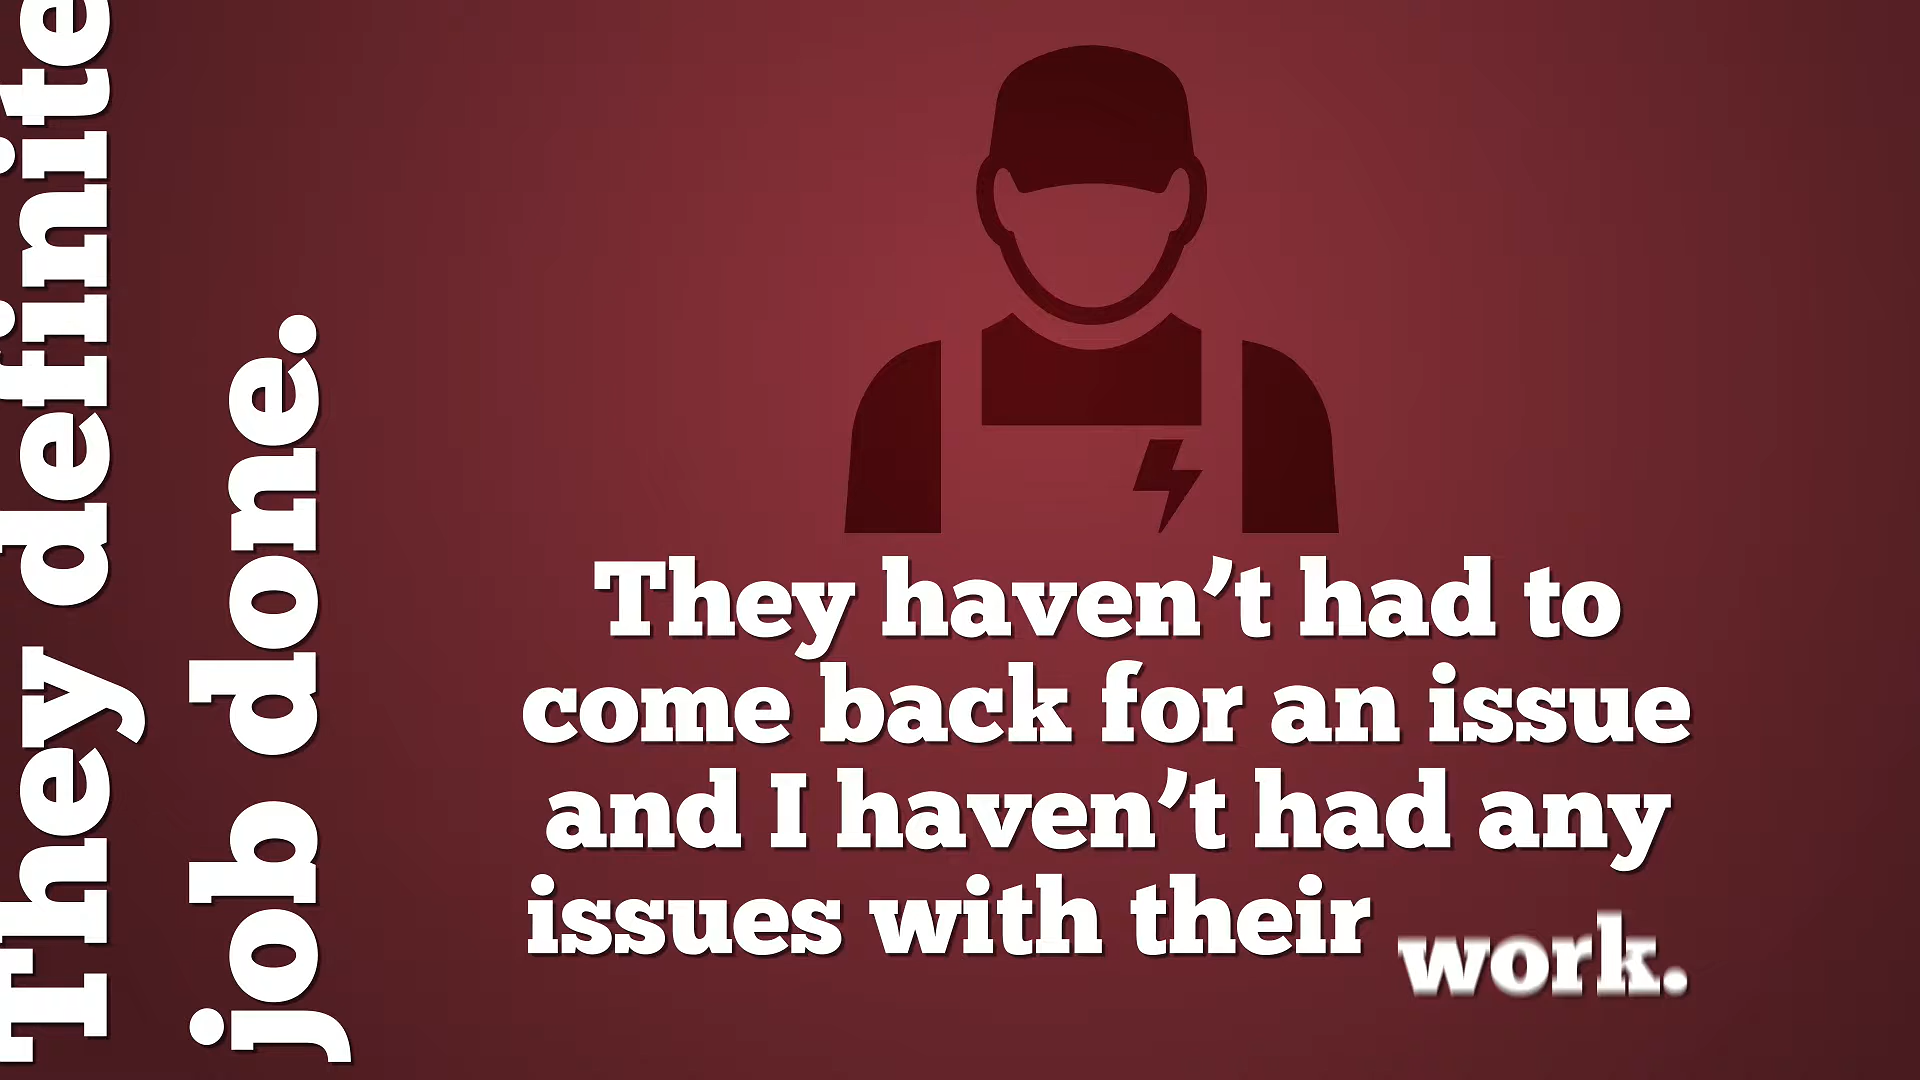 They definite
job done.
They haven’t had to
come back for an issue
and I haven’t had any
issues with their work.